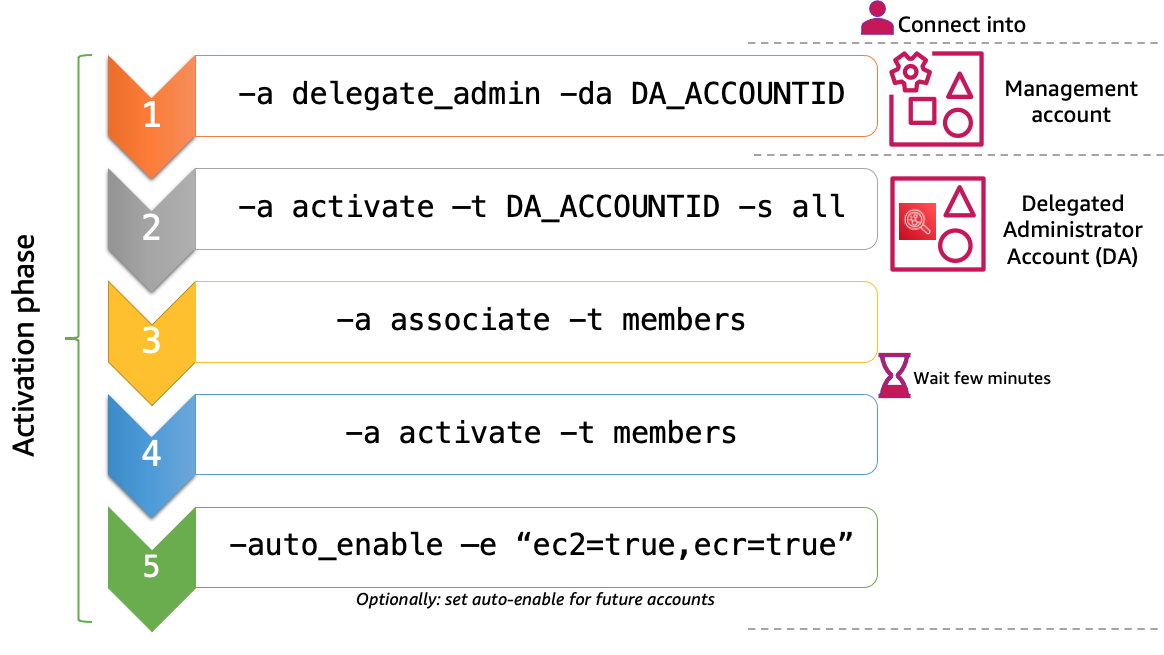 Connect into
Activation phase
1
–a delegate_admin –da DA_ACCOUNTID
Management
account
2
–a activate –t DA_ACCOUNTID –s all
Delegated
Administrator
Account (DA)
3
–a associate –t members
Wait few minutes
4
–a activate –t members
5
–auto_enable –e “ec2=true,ecr=true”
Optionally: set auto-enable for future accounts